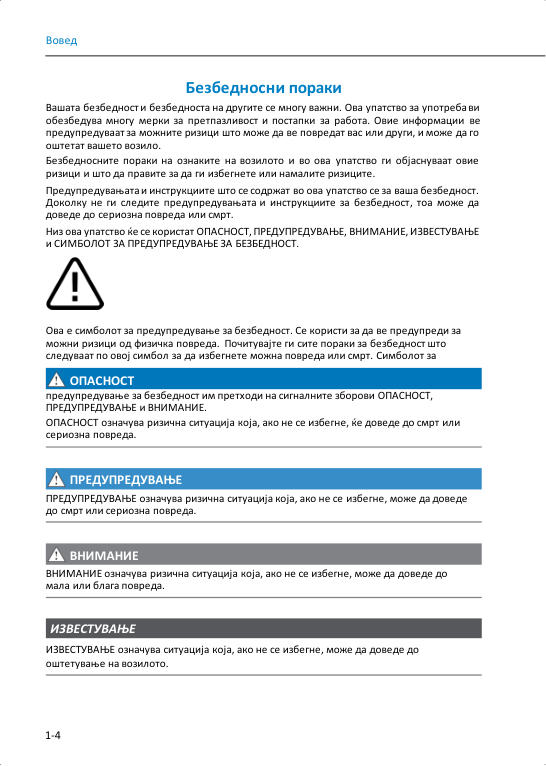 Вовед
Безбедносни пораки
Вашата безбедност и безбедноста на другите се многу важни. Ова упатство за употреба ви
обезбедува многу мерки за претпазливост и постапки за работа. Овие информации ве
предупредуваат за можните ризици што може да ве повредат вас или други, и може да го
оштетат вашето возило.
Безбедносните пораки на ознаките на возилото и во ова упатство ги објаснуваат овие
ризици и што да правите за да ги избегнете или намалите ризиците.
Предупредувањата и инструкциите што се содржат во ова упатство се за ваша безбедност.
Доколку не ги следите предупредувањата и инструкциите за безбедност, тоа може да
доведе до сериозна повреда или смрт.
Низ ова упатство ќе се користат ОПАСНОСТ, ПРЕДУПРЕДУВАЊЕ, ВНИМАНИЕ, ИЗВЕСТУВАЊЕ
и СИМБОЛОТ ЗА ПРЕДУПРЕДУВАЊЕ ЗА БЕЗБЕДНОСТ.
Ова е симболот за предупредување за безбедност. Се користи за да ве предупреди за
можни ризици од физичка повреда. Почитувајте ги сите пораки за безбедност што
следуваат по овој симбол за да избегнете можна повреда или смрт. Симболот за
ОПАСНОСТ
предупредување за безбедност им претходи на сигналните зборови ОПАСНОСТ,
ПРЕДУПРЕДУВАЊЕ и ВНИМАНИЕ.
ОПАСНОСТ означува ризична ситуација која, ако не се избегне, ќе доведе до смрт или
сериозна повреда.
ПРЕДУПРЕДУВАЊЕ
ПРЕДУПРЕДУВАЊЕ означува ризична ситуација која, ако не се избегне, може да доведе
до смрт или сериозна повреда.
ВНИМАНИЕ
ВНИМАНИЕ означува ризична ситуација која, ако не се избегне, може да доведе до
мала или блага повреда.
ИЗВЕСТУВАЊЕ
ИЗВЕСТУВАЊЕ означува ситуација која, ако не се избегне, може да доведе до
оштетување на возилото.
1-4